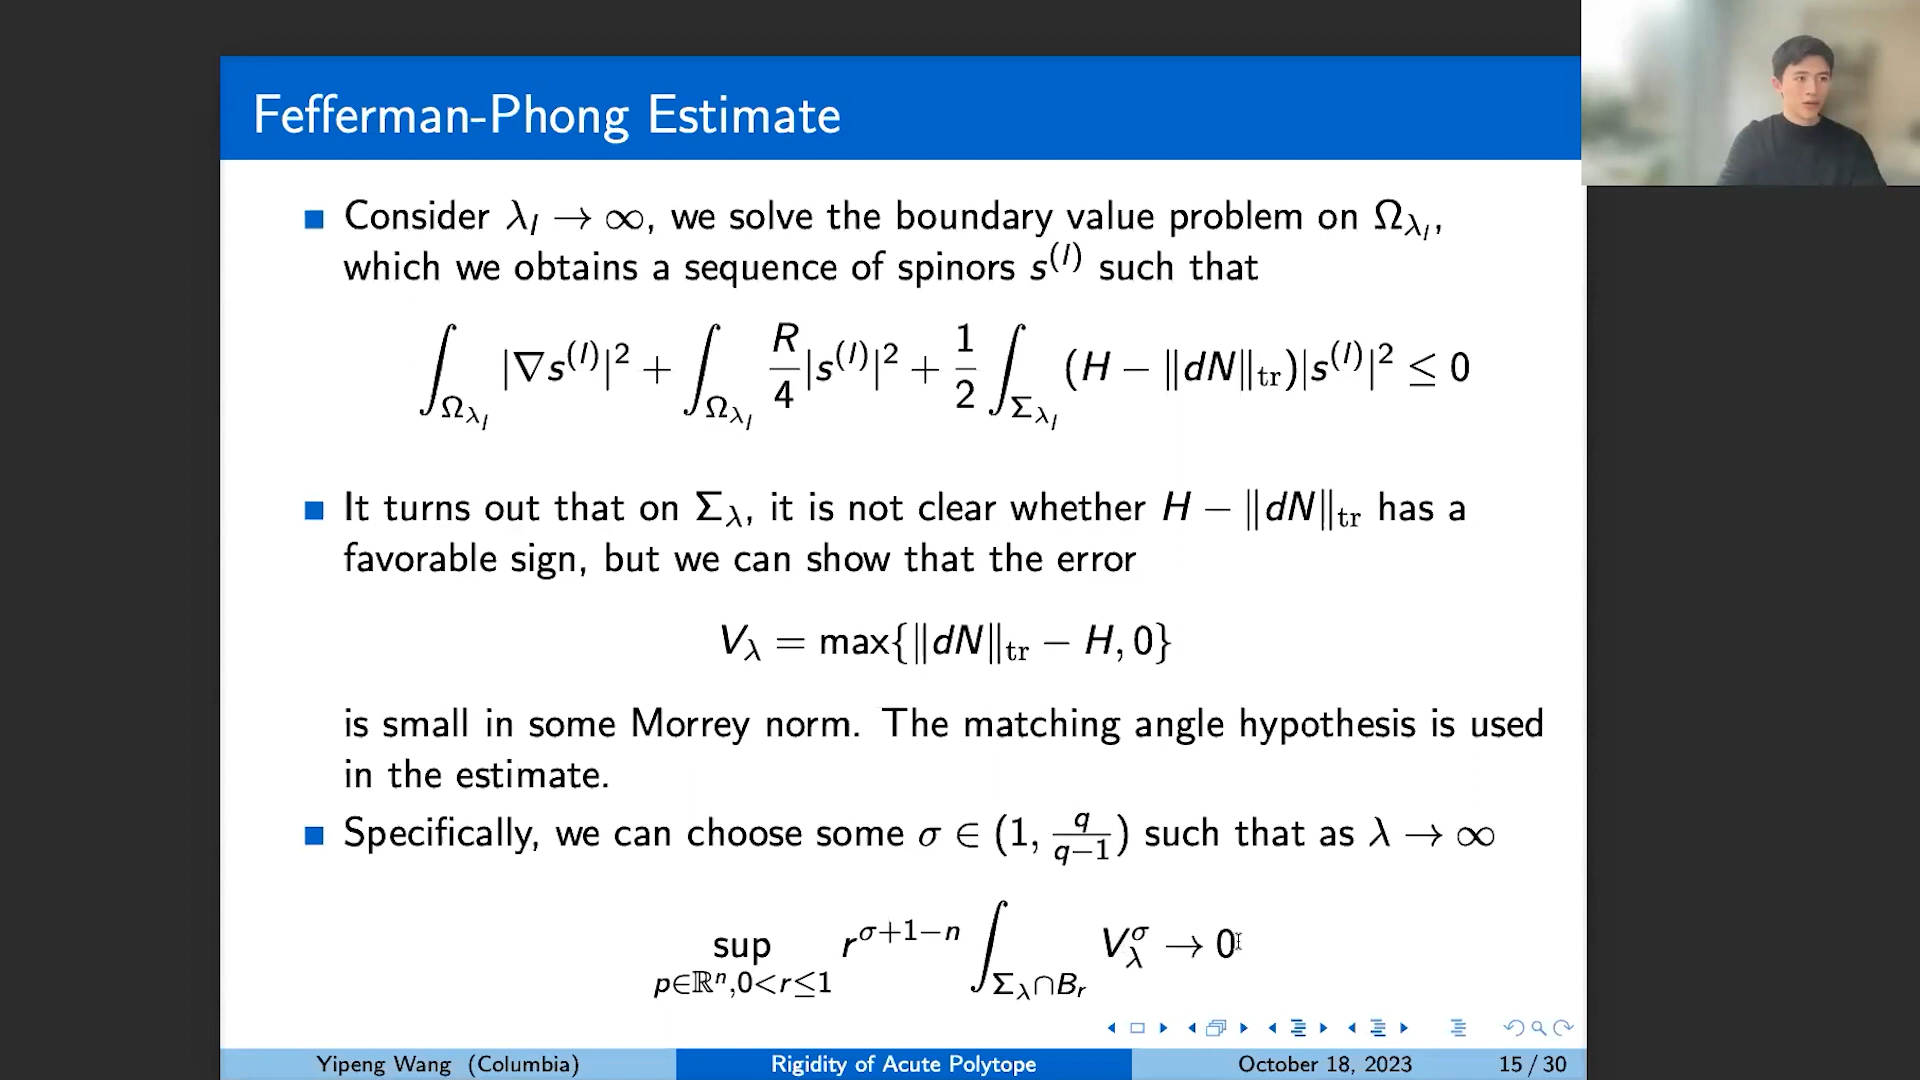 Fefferman-Phong Estimate
Consider λ_l → ∞, we solve the boundary value problem on Ω_{λ_l},
which we obtains a sequence of spinors s^{(l)} such that
∫_{Ω_{λ_l}} |∇s^{(l)}|² + ∫_{Ω_{λ_l}} R/4 |s^{(l)}|² + 1/2 ∫_{Σ_{λ_l}} (H − ‖dN‖_{tr})|s^{(l)}|² ≤ 0
It turns out that on Σ_λ, it is not clear whether H − ‖dN‖_{tr} has a
favorable sign, but we can show that the error
V_λ = max{‖dN‖_{tr} − H, 0}
is small in some Morrey norm. The matching angle hypothesis is used
in the estimate.
Specifically, we can choose some σ ∈ (1, q/(q−1)) such that as λ → ∞
sup_{p∈ℝⁿ,0<r≤1} r^{σ+1−n} ∫_{Σ_λ∩B_r} V_λ^σ → 0
Yipeng Wang (Columbia) Rigidity of Acute Polytope October 18, 2023 15 / 30